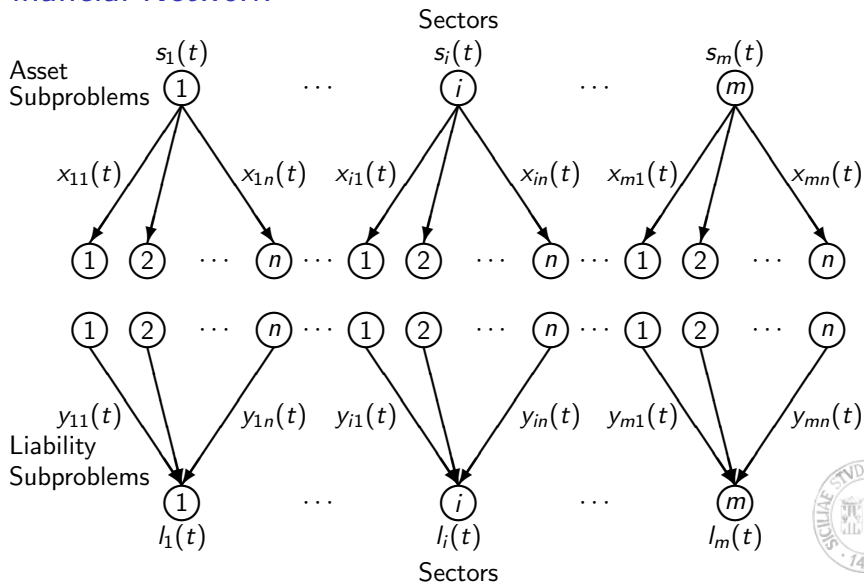 Sectors
s₁(t) sᵢ(t) sₘ(t)
Asset
Subproblems 1 ··· i ··· m
x₁₁(t) x₁ₙ(t) xᵢ₁(t) xᵢₙ(t) xₘ₁(t) xₘₙ(t)
1 2 ··· n ··· 1 2 ··· n ··· 1 2 ··· n
1 2 ··· n ··· 1 2 ··· n ··· 1 2 ··· n
y₁₁(t) y₁ₙ(t) yᵢ₁(t) yᵢₙ(t) yₘ₁(t) yₘₙ(t)
Liability
Subproblems
1 ··· i ··· m
l₁(t) lᵢ(t) lₘ(t)
Sectors
SICILIAE